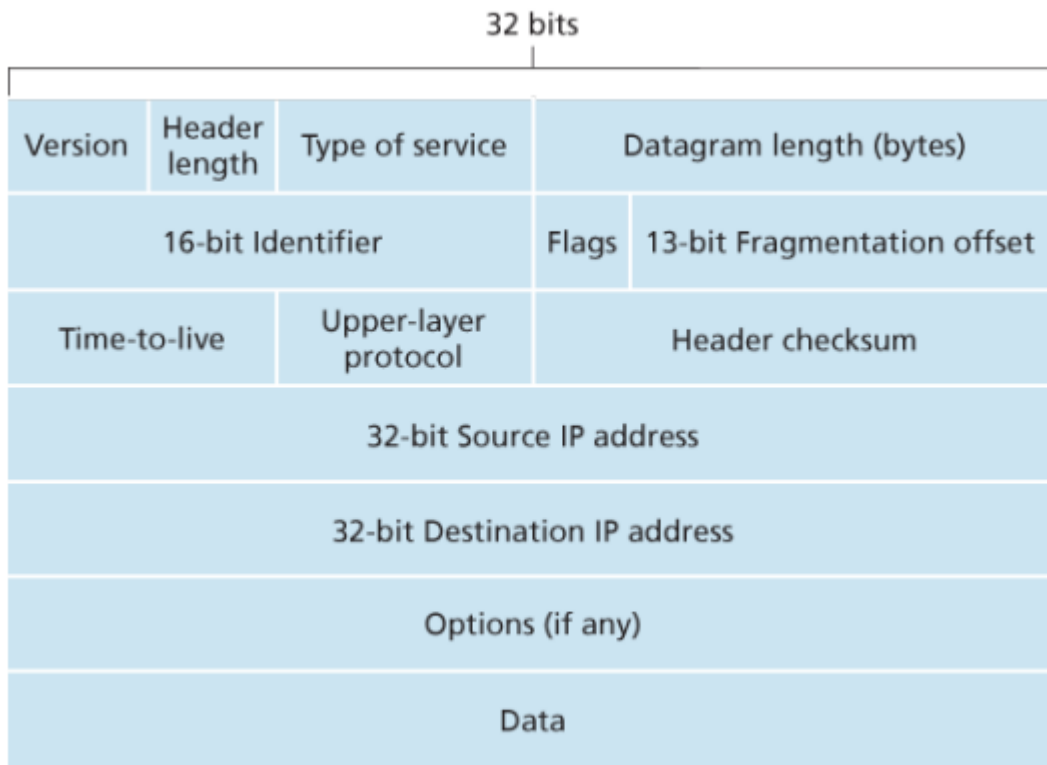 32 bits
Version
Header
length
Type of service
Datagram length (bytes)
16-bit Identifier
Flags
13-bit Fragmentation offset
Time-to-live
Upper-layer
protocol
Header checksum
32-bit Source IP address
32-bit Destination IP address
Options (if any)
Data